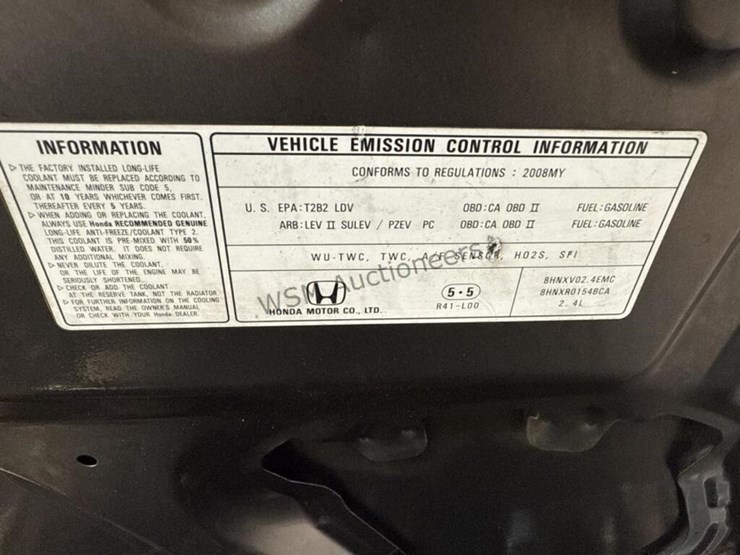 INFORMATION
▷ THE FACTORY INSTALLED LONG-LIFE
COOLANT MUST BE REPLACED ACCORDING TO
MAINTENANCE MINDER SUB CODE 5,
OR AT 10 YEARS WHICHEVER COMES FIRST.
THEREAFTER EVERY 5 YEARS.
▷ WHEN ADDING OR REPLACING THE COOLANT,
ALWAYS USE Honda RECOMMENDED GENUINE
LONG-LIFE ANTI-FREEZE/COOLANT TYPE 2.
THIS COOLANT IS PRE-MIXED WITH 50%
DISTILLED WATER. IT DOES NOT REQUIRE
ANY ADDITIONAL MIXING.
▷ NEVER DILUTE THE COOLANT.
OR THE LIFE OF THE ENGINE MAY BE
SERIOUSLY SHORTENED.
▷ CHECK OR ADD THE COOLANT
AT THE RESERVE TANK, NOT THE RADIATOR
▷ FOR FURTHER INFORMATION ON THE COOLING
SYSTEM, READ THE OWNER'S MANUAL
OR CHECK WITH YOUR Honda DEALER.
VEHICLE EMISSION CONTROL INFORMATION
CONFORMS TO REGULATIONS : 2008MY
U. S. EPA:T2B2 LDV OBD:CA OBD II FUEL:GASOLINE
ARB:LEV II SULEV / PZEV PC OBD:CA OBD II FUEL:GASOLINE
WU-TWC, TWC, A/F SENSOR, HO2S, SFI
HONDA MOTOR CO., LTD.
5・5
R41-L00
8HNXV02.4EMC
8HNXR0154BCA
2. 4L
WSM Auctioneers